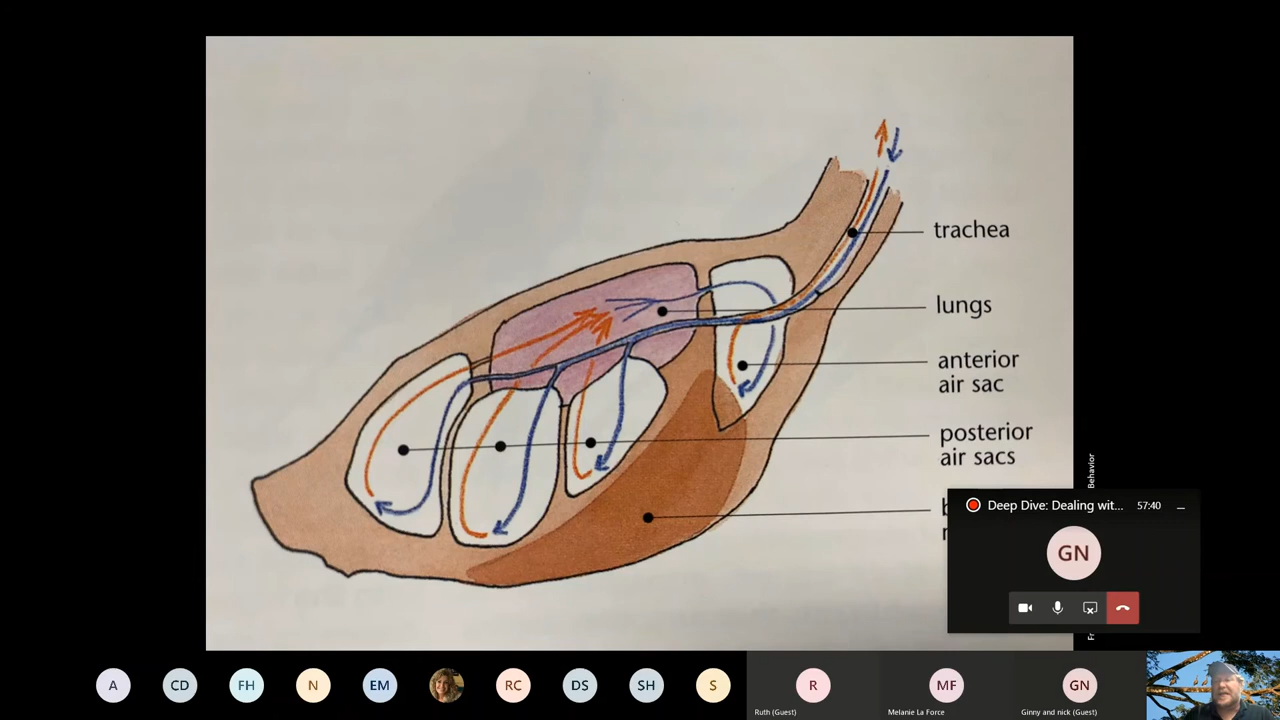 trachea
lungs
anterior
air sac
posterior
air sacs
Behavior
Deep Dive: Dealing wit...
57:40
GN
A
CD
FH
N
EM
RC
DS
SH
S
R
MF
GN
Ruth (Guest)
Melanie La Force
Ginny and nick (Guest)